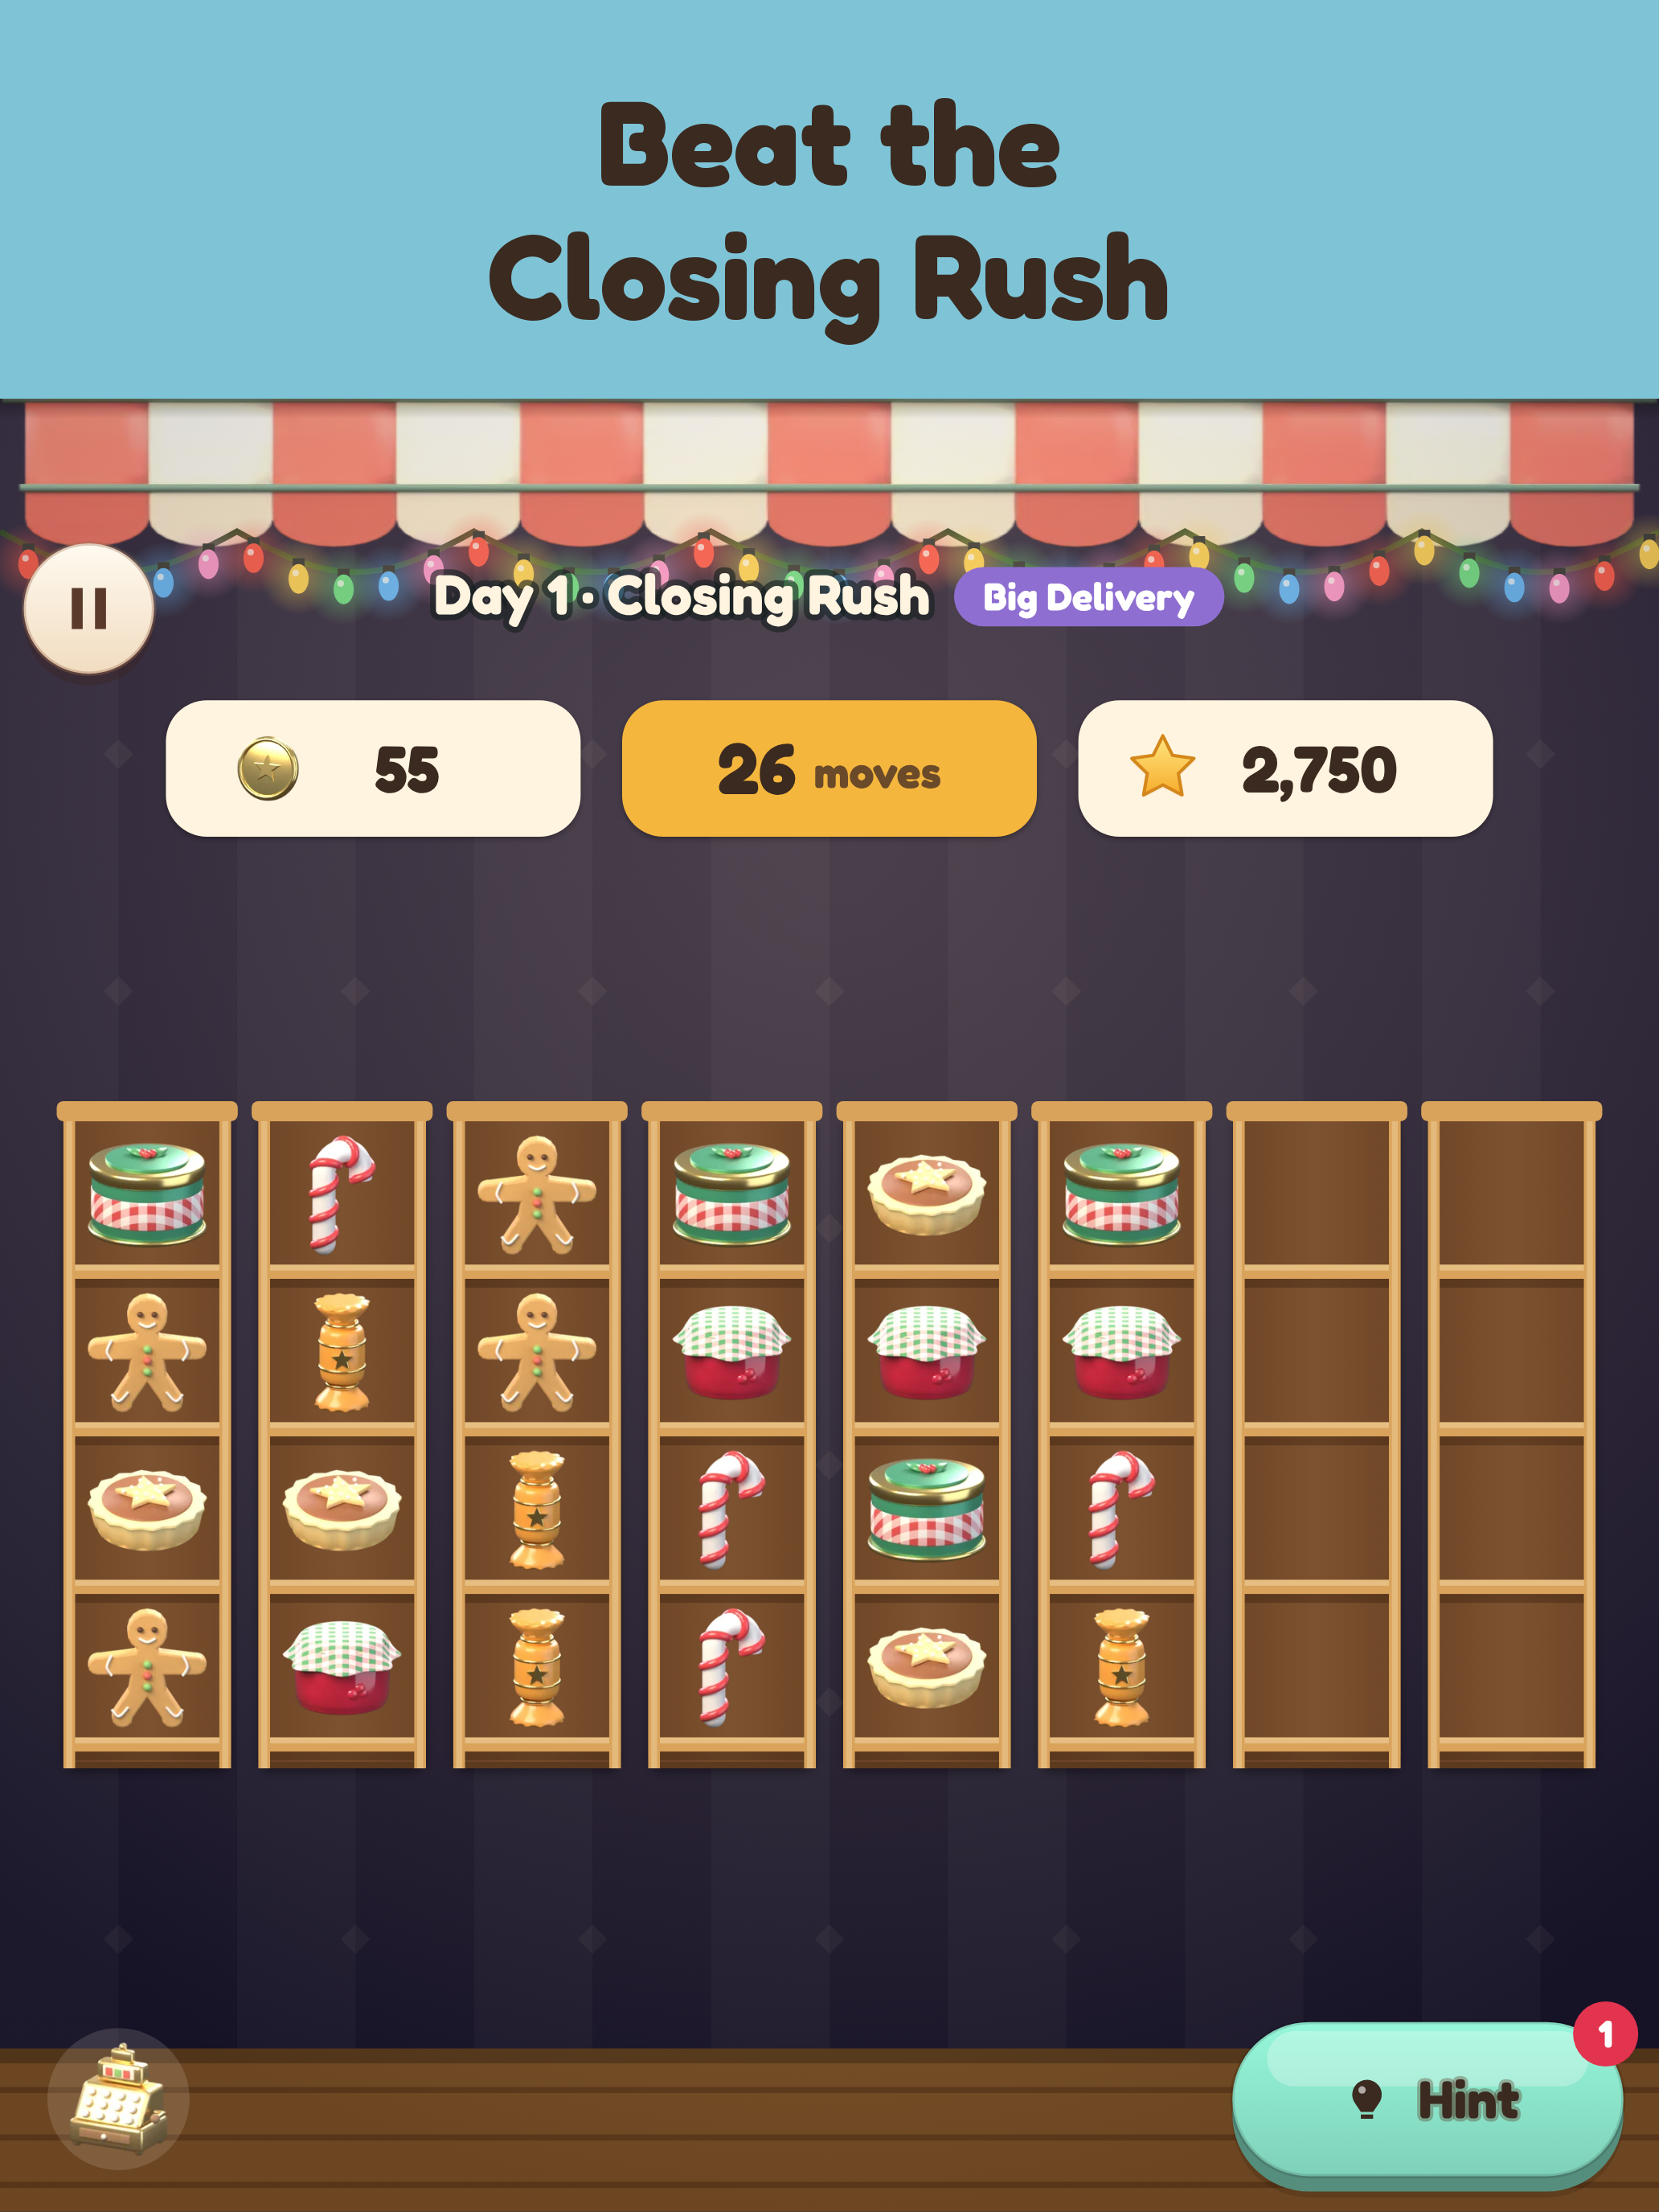 Beat the
Closing Rush
Day 1 · Closing Rush
Big Delivery
55
26 moves
2,750
1
Hint